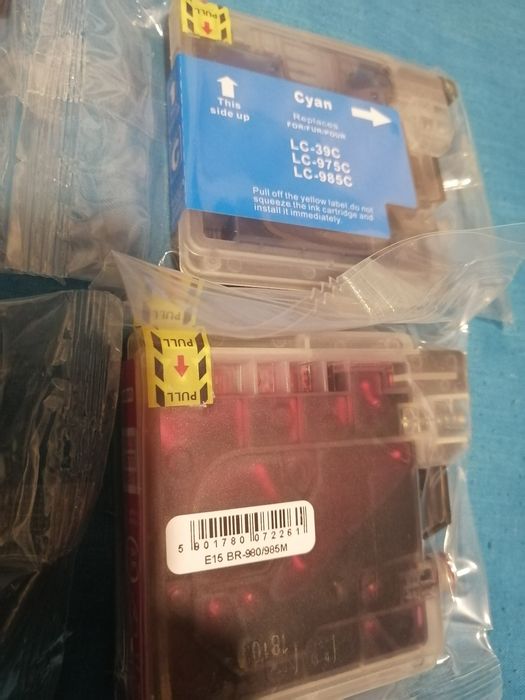 PULL
Cyan
This
side up
Replaces
FOR/FUR/POUR
LC-39C
LC-975C
LC-985C
Pull off the yellow label,do not
squeeze the ink cartridge and
install it immediately.
PULL
PULL
PULL
5 901780 072261
E15 BR-980/985M
1810